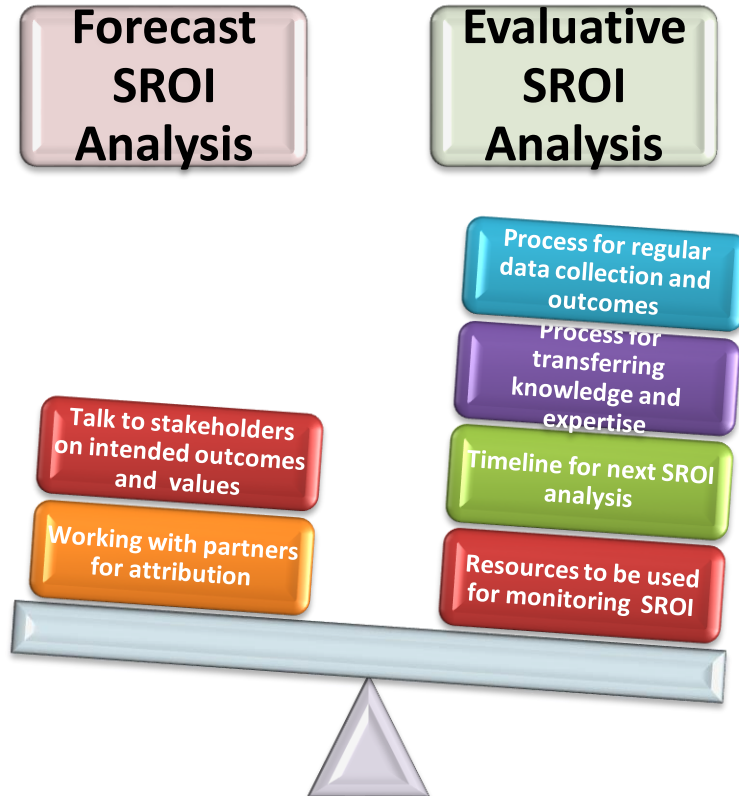 Forecast
SROI
Analysis
Evaluative
SROI
Analysis
Talk to stakeholders
on intended outcomes
and values
Working with partners
for attribution
Process for regular
data collection and
outcomes
Process for
transferring
knowledge and
expertise
Timeline for next SROI
analysis
Resources to be used
for monitoring SROI